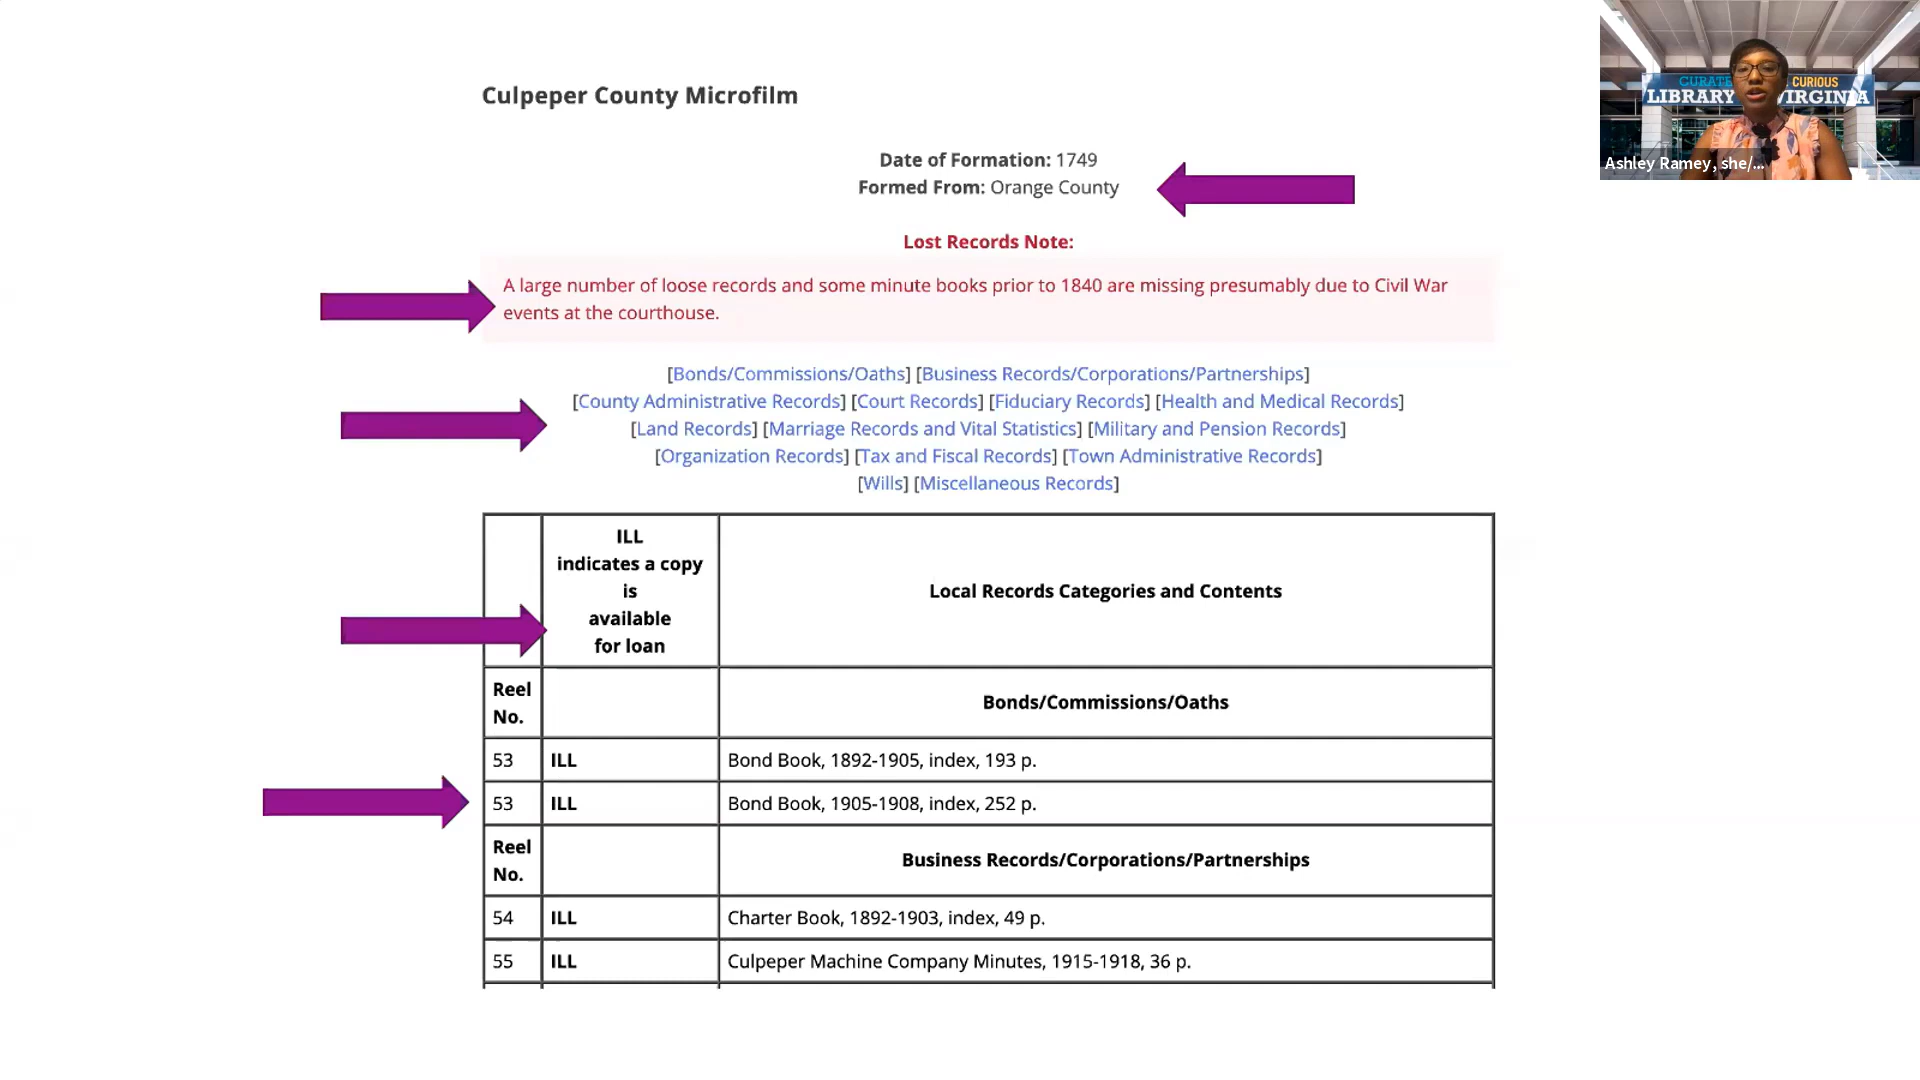 Culpeper County Microfilm
Date of Formation: 1749
Formed From: Orange County
Lost Records Note:
A large number of loose records and some minute books prior to 1840 are missing presumably due to Civil War
events at the courthouse.
[Bonds/Commissions/Oaths] [Business Records/Corporations/Partnerships]
[County Administrative Records] [Court Records] [Fiduciary Records] [Health and Medical Records]
[Land Records] [Marriage Records and Vital Statistics] [Military and Pension Records]
[Organization Records] [Tax and Fiscal Records] [Town Administrative Records]
[Wills] [Miscellaneous Records]
ILL
indicates a copy
is
available
for loan
Local Records Categories and Contents
Reel
No.
Bonds/Commissions/Oaths
53 ILL Bond Book, 1892-1905, index, 193 p.
53 ILL Bond Book, 1905-1908, index, 252 p.
Reel
No.
Business Records/Corporations/Partnerships
54 ILL Charter Book, 1892-1903, index, 49 p.
55 ILL Culpeper Machine Company Minutes, 1915-1918, 36 p.
CURIOUS
LIBRARY VIRGINIA
Ashley Ramey, she/...